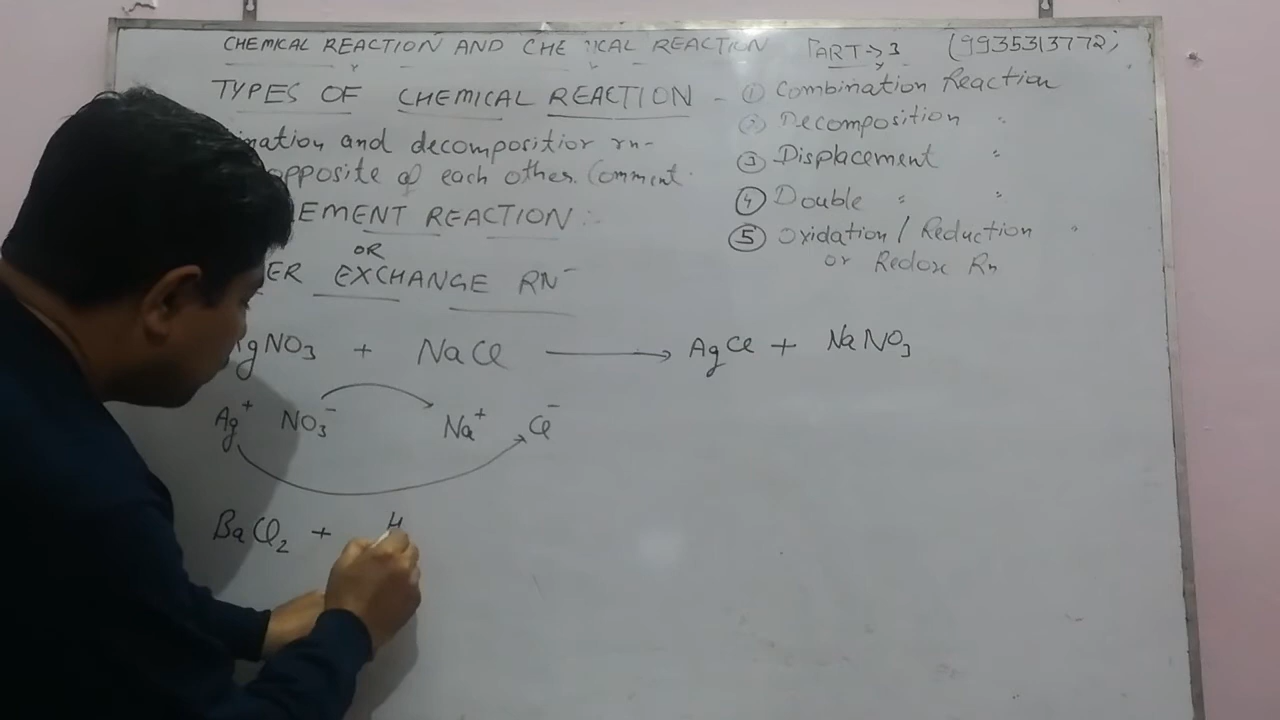 CHEMICAL REACTION AND CHE ICAL REACTION PART → 3 (9935313772,
TYPES OF CHEMICAL REACTION -
① Combination Reaction
② Decomposition "
③ Displacement "
④ Double " "
⑤ Oxidation / Reduction "
or Redox Rn
ination and decomposition rn-
opposite of each other. Comment.
EMENT REACTION :-
OR
ER EXCHANGE RN-
AgNO3 + NaCl ⟶ AgCl + NaNO3
Ag+ NO3- Na+ Cl-
BaCl2 + H